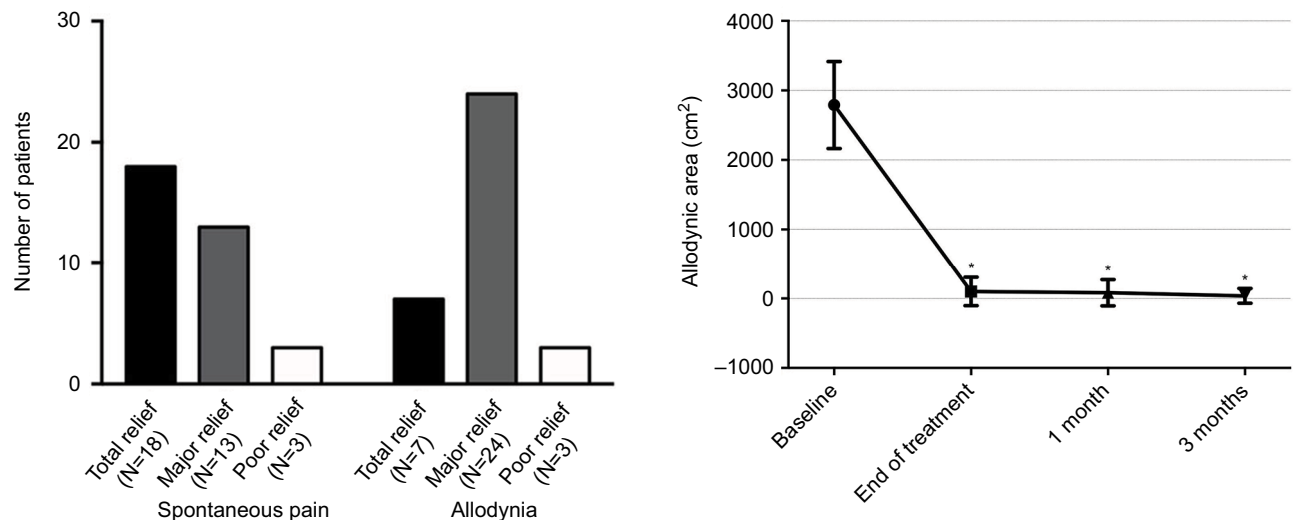 Number of patients
30
20
10
0
Total relief
(N=18)
Major relief
(N=13)
Poor relief
(N=3)
Total relief
(N=7)
Major relief
(N=24)
Poor relief
(N=3)
Spontaneous pain
Allodynia
Allodynic area (cm²)
4000
3000
2000
1000
0
–1000
*
*
*
Baseline
End of treatment
1 month
3 months